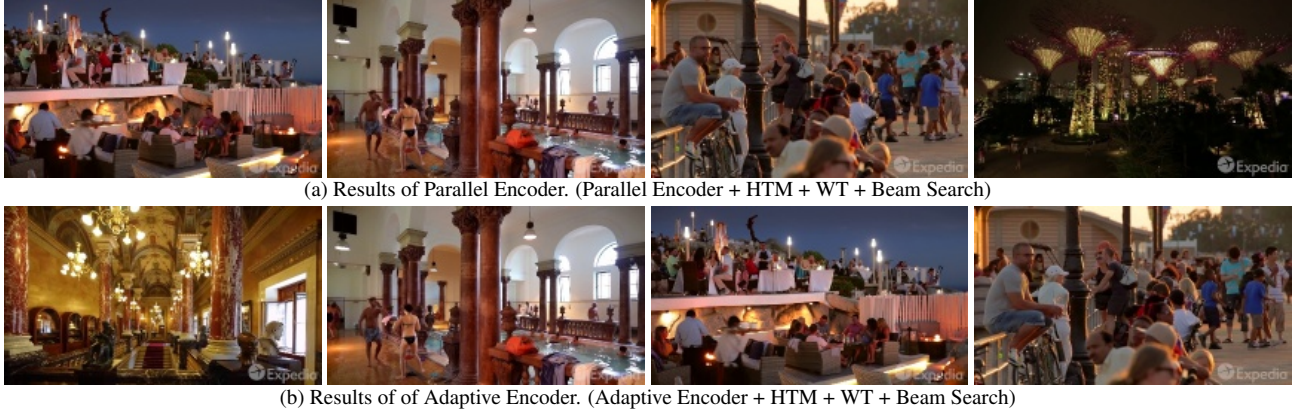 Expedia
Expedia
Expedia
Expedia
(a) Results of Parallel Encoder. (Parallel Encoder + HTM + WT + Beam Search)
Expedia
Expedia
Expedia
Expedia
(b) Results of of Adaptive Encoder. (Adaptive Encoder + HTM + WT + Beam Search)